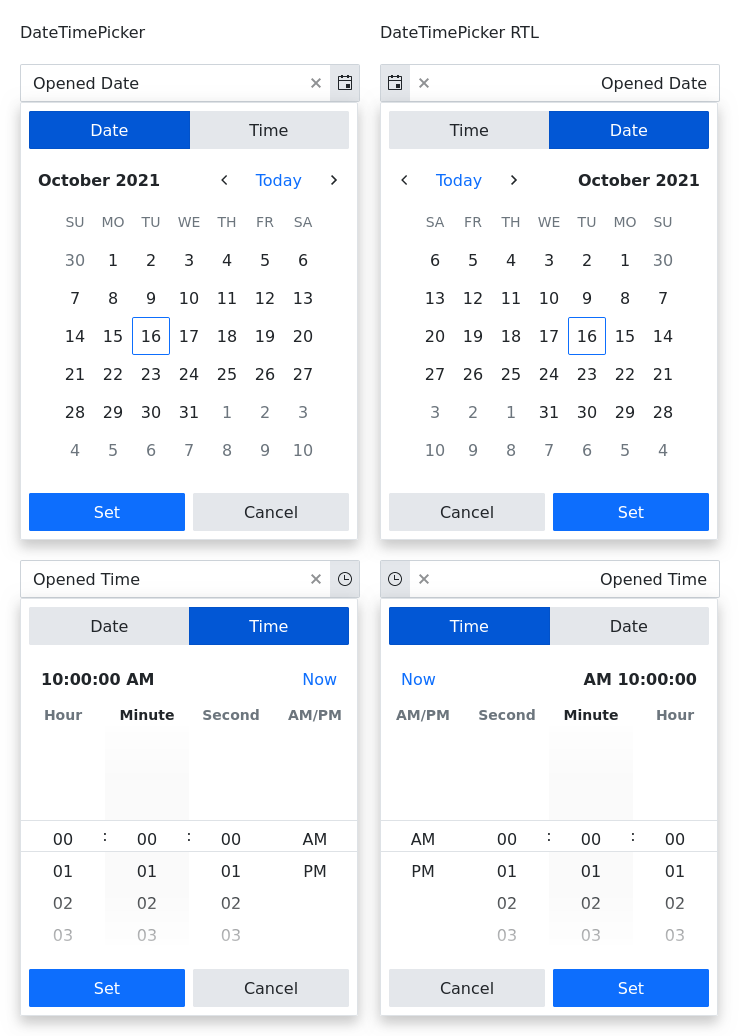 DateTimePicker
Opened Date
Date Time
October 2021 Today
SU MO TU WE TH FR SA
30 1 2 3 4 5 6
7 8 9 10 11 12 13
14 15 16 17 18 19 20
21 22 23 24 25 26 27
28 29 30 31 1 2 3
4 5 6 7 8 9 10
Set Cancel
Opened Time
Date Time
10:00:00 AM Now
Hour Minute Second AM/PM
00 : 00 : 00 AM
01 01 01 PM
02 02 02
03 03 03
Set Cancel
DateTimePicker RTL
Opened Date
Time Date
Today October 2021
SA FR TH WE TU MO SU
6 5 4 3 2 1 30
13 12 11 10 9 8 7
20 19 18 17 16 15 14
27 26 25 24 23 22 21
3 2 1 31 30 29 28
10 9 8 7 6 5 4
Cancel Set
Opened Time
Time Date
Now AM 10:00:00
AM/PM Second Minute Hour
AM 00 : 00 : 00
PM 01 01 01
02 02 02
03 03 03
Cancel Set